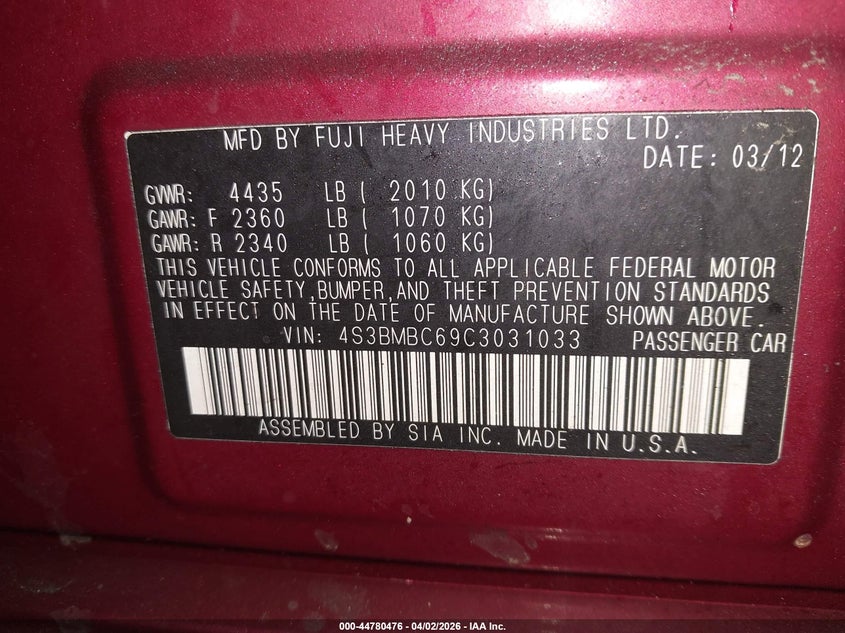 MFD BY FUJI HEAVY INDUSTRIES LTD.
DATE: 03/12
GVWR: 4435 LB ( 2010 KG)
GAWR: F 2360 LB ( 1070 KG)
GAWR: R 2340 LB ( 1060 KG)
THIS VEHICLE CONFORMS TO ALL APPLICABLE FEDERAL MOTOR
VEHICLE SAFETY,BUMPER,AND THEFT PREVENTION STANDARDS
IN EFFECT ON THE DATE OF MANUFACTURE SHOWN ABOVE.
VIN: 4S3BMBC69C3031033 PASSENGER CAR
ASSEMBLED BY SIA INC. MADE IN U.S.A.
000-44780476 - 04/02/2026 - IAA Inc.